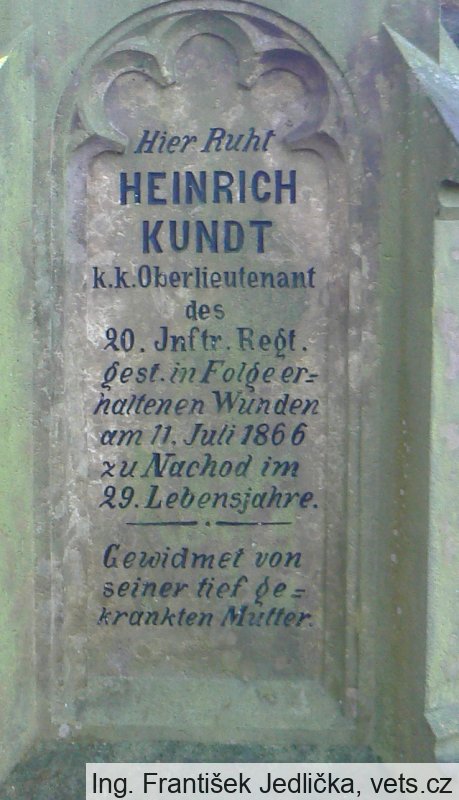 Hier Ruht
HEINRICH
KUNDT
k.k. Oberlieutenant
des
20. Jnftr. Regt.
gest. in Folge er=
haltenen Wunden
am 11. Juli 1866
zu Nachod im
29. Lebensjahre.
Gewidmet von
seiner tief ge=
krankten Mutter.
Ing. František Jedlička, vets.cz